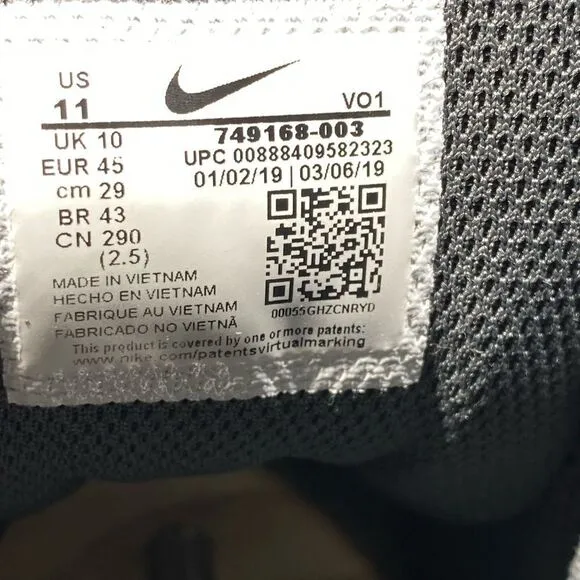 US
11
VO1
UK 10
749168-003
EUR 45
UPC 00888409582323
cm 29
01/02/19 | 03/06/19
BR 43
CN 290
(2.5)
00055GHZCNRYD
MADE IN VIETNAM
HECHO EN VIETNAM
FABRIQUE AU VIETNAM
FABRICADO NO VIETNÃ
This product is covered by one or more patents:
www.nike.com/patentsvirtualmarking